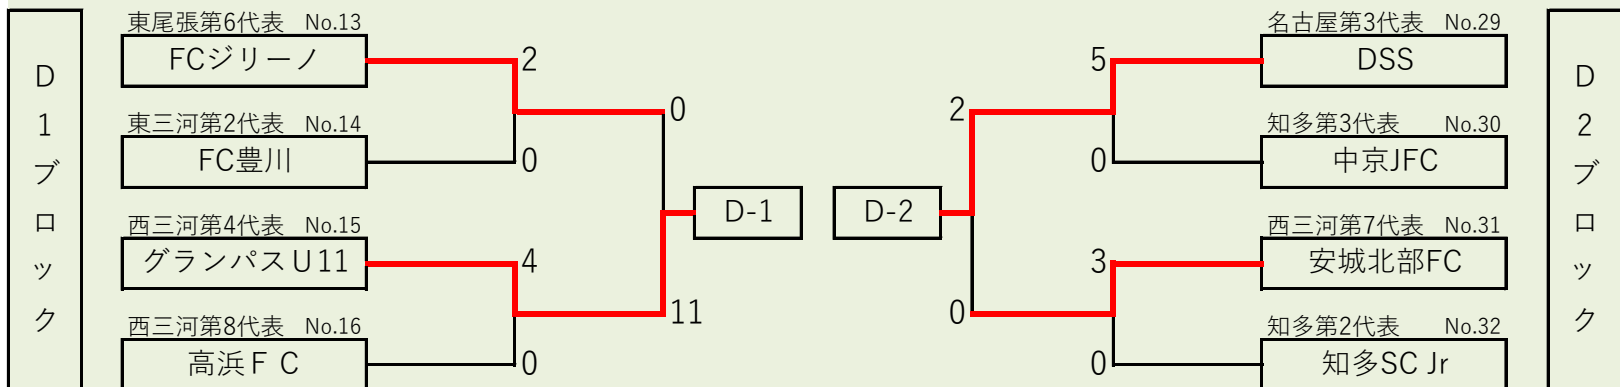 D1ブロック
東尾張第6代表 No.13
FCジリーノ
2
東三河第2代表 No.14
FC豊川
0
0
西三河第4代表 No.15
グランパスU11
4
11
西三河第8代表 No.16
高浜FC
0
D-1
D-2
名古屋第3代表 No.29
DSS
5
2
知多第3代表 No.30
中京JFC
0
西三河第7代表 No.31
安城北部FC
3
0
知多第2代表 No.32
知多SC Jr
0
D2ブロック